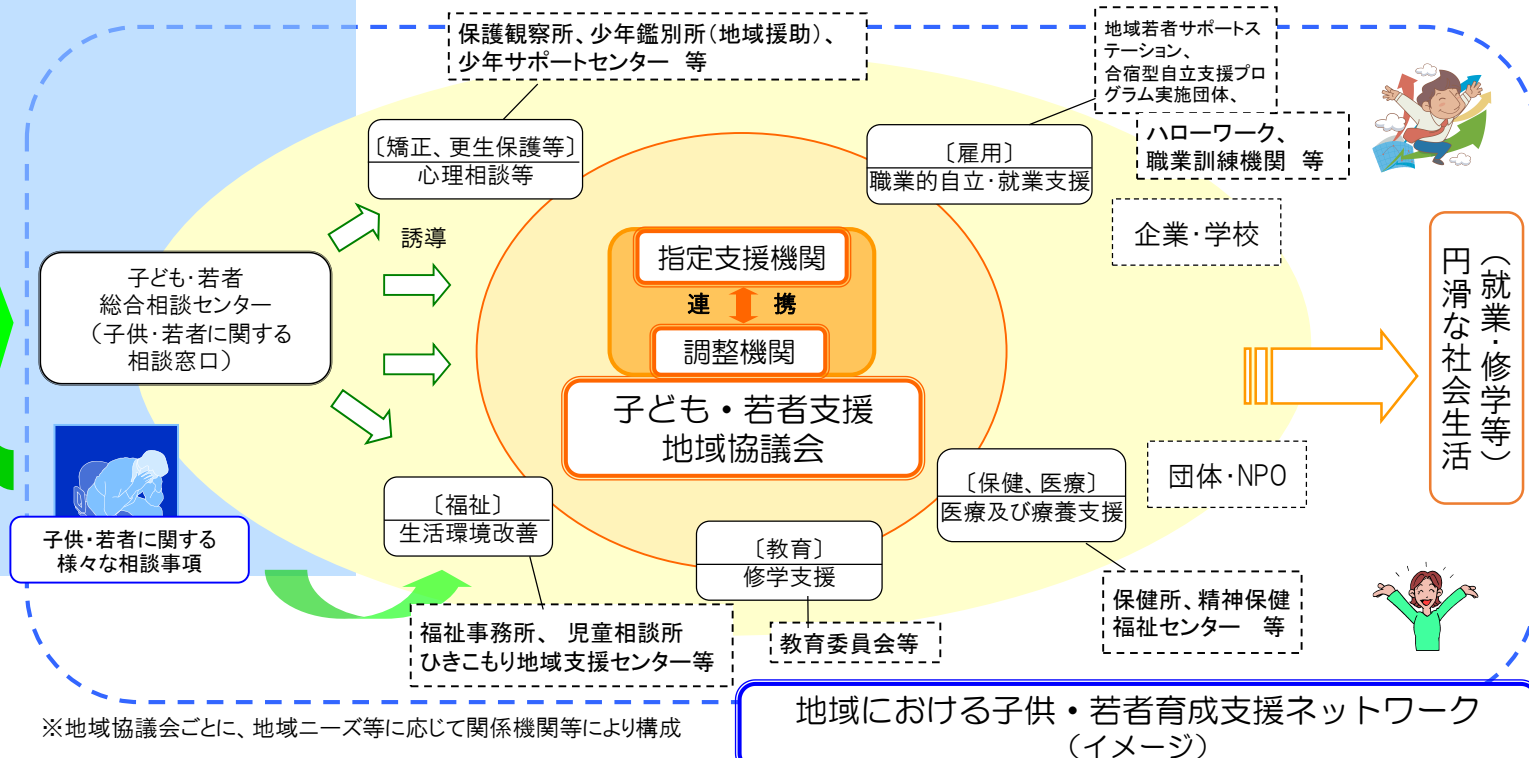 保護観察所、少年鑑別所（地域援助）、
少年サポートセンター　等
地域若者サポートス
テーション、
合宿型自立支援プロ
グラム実施団体、
ハローワーク、
職業訓練機関　等
〔矯正、更生保護等〕
心理相談等
〔雇用〕
職業的自立・就業支援
企業・学校
誘導
子ども・若者
総合相談センター
（子供・若者に関する
相談窓口）
指定支援機関
連　携
調整機関
子ども・若者支援
地域協議会
（就業・修学等）
円滑な社会生活
団体・NPO
〔保健、医療〕
医療及び療養支援
〔福祉〕
生活環境改善
〔教育〕
修学支援
子供・若者に関する
様々な相談事項
福祉事務所、　児童相談所
ひきこもり地域支援センター等
教育委員会等
保健所、精神保健
福祉センター　等
※地域協議会ごとに、地域ニーズ等に応じて関係機関等により構成
地域における子供・若者育成支援ネットワーク
（イメージ）